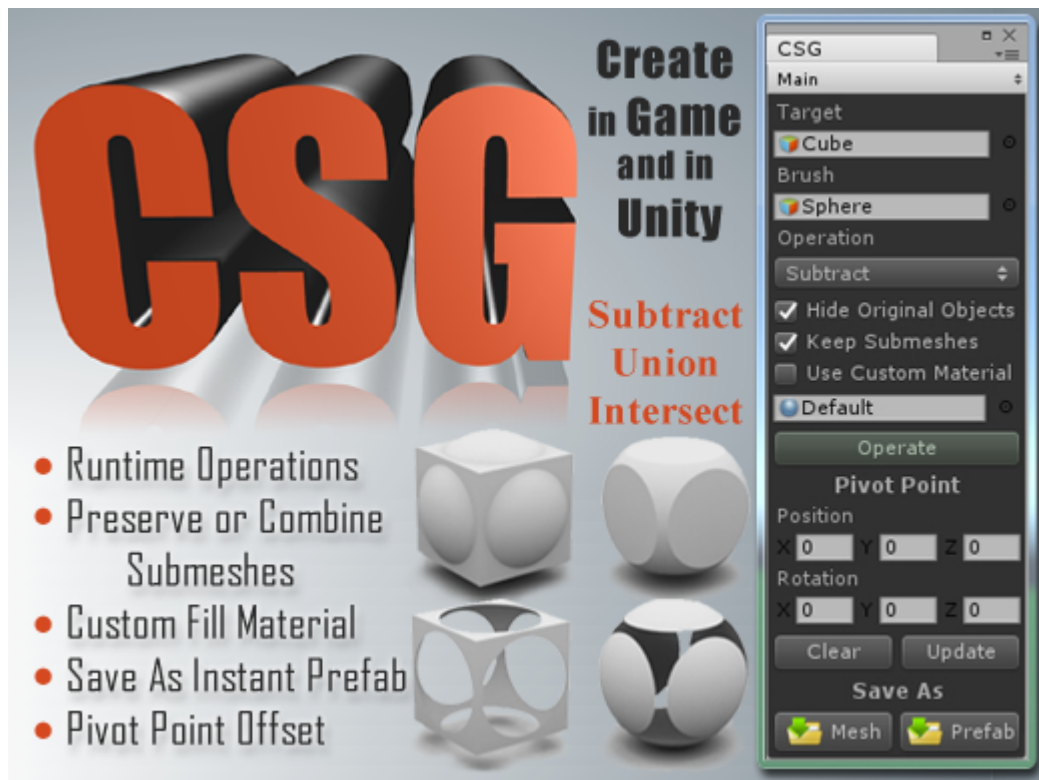 CSG
Create
in Game
and in
Unity
Subtract
Union
Intersect
• Runtime Operations
• Preserve or Combine
Submeshes
• Custom Fill Material
• Save As Instant Prefab
• Pivot Point Offset
CSG
Main
Target
Cube
Brush
Sphere
Operation
Subtract
Hide Original Objects
Keep Submeshes
Use Custom Material
Default
Operate
Pivot Point
Position
X 0 Y 0 Z 0
Rotation
X 0 Y 0 Z 0
Clear Update
Save As
Mesh Prefab